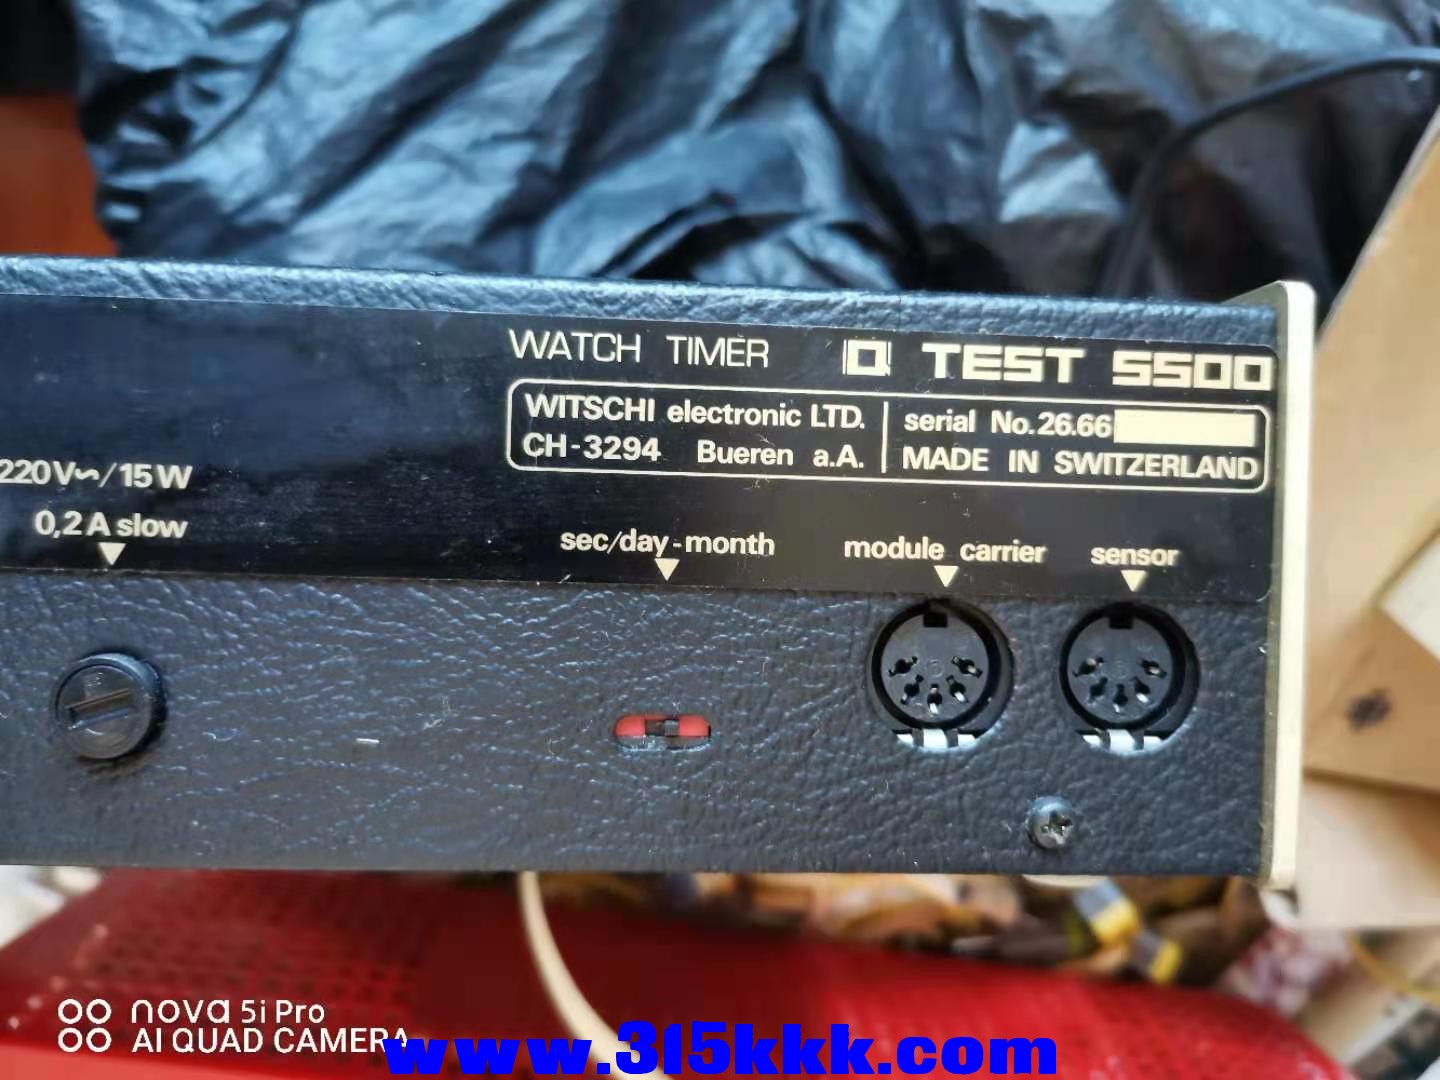 WATCH TIMER Q TEST 5500
WITSCHI electronic LTD.
CH-3294 Bueren a.A.
serial No. 26.66
MADE IN SWITZERLAND
220V~/15W
0,2 A slow
sec/day-month
module carrier
sensor
nova 5i Pro
AI QUAD CAMERA
www.315kkk.com